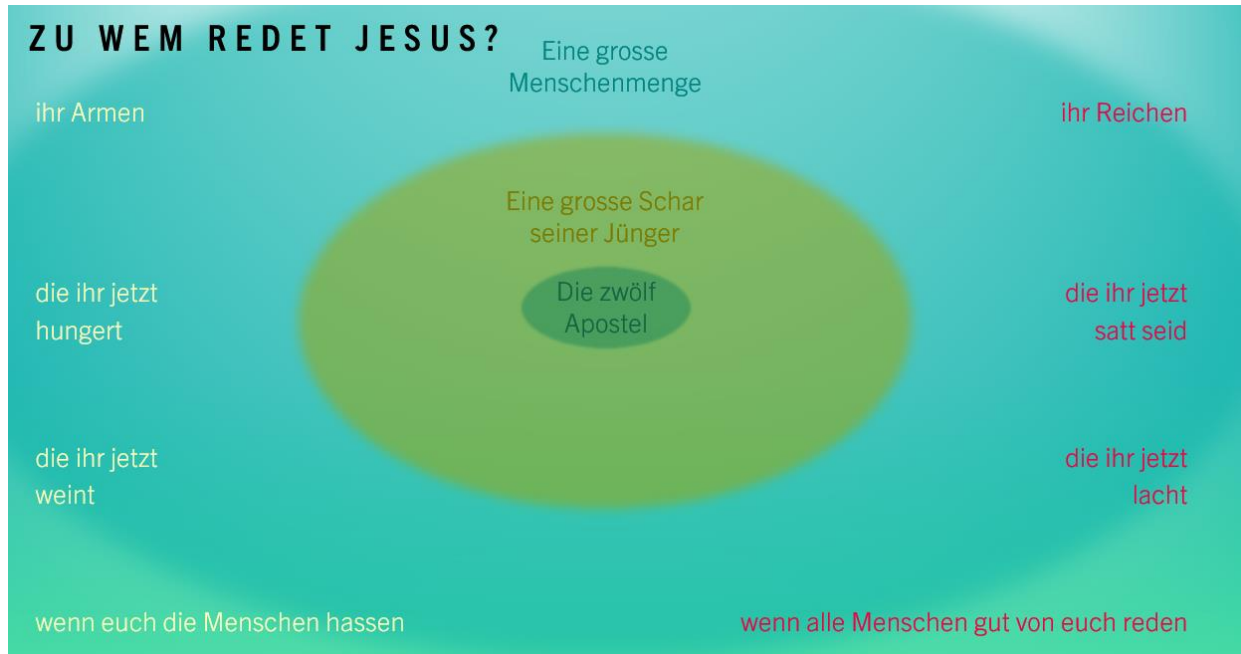 ZU WEM REDET JESUS?
Eine grosse
Menschenmenge
ihr Armen
ihr Reichen
Eine grosse Schar
seiner Jünger
die ihr jetzt
hungert
Die zwölf
Apostel
die ihr jetzt
satt seid
die ihr jetzt
weint
die ihr jetzt
lacht
wenn euch die Menschen hassen
wenn alle Menschen gut von euch reden